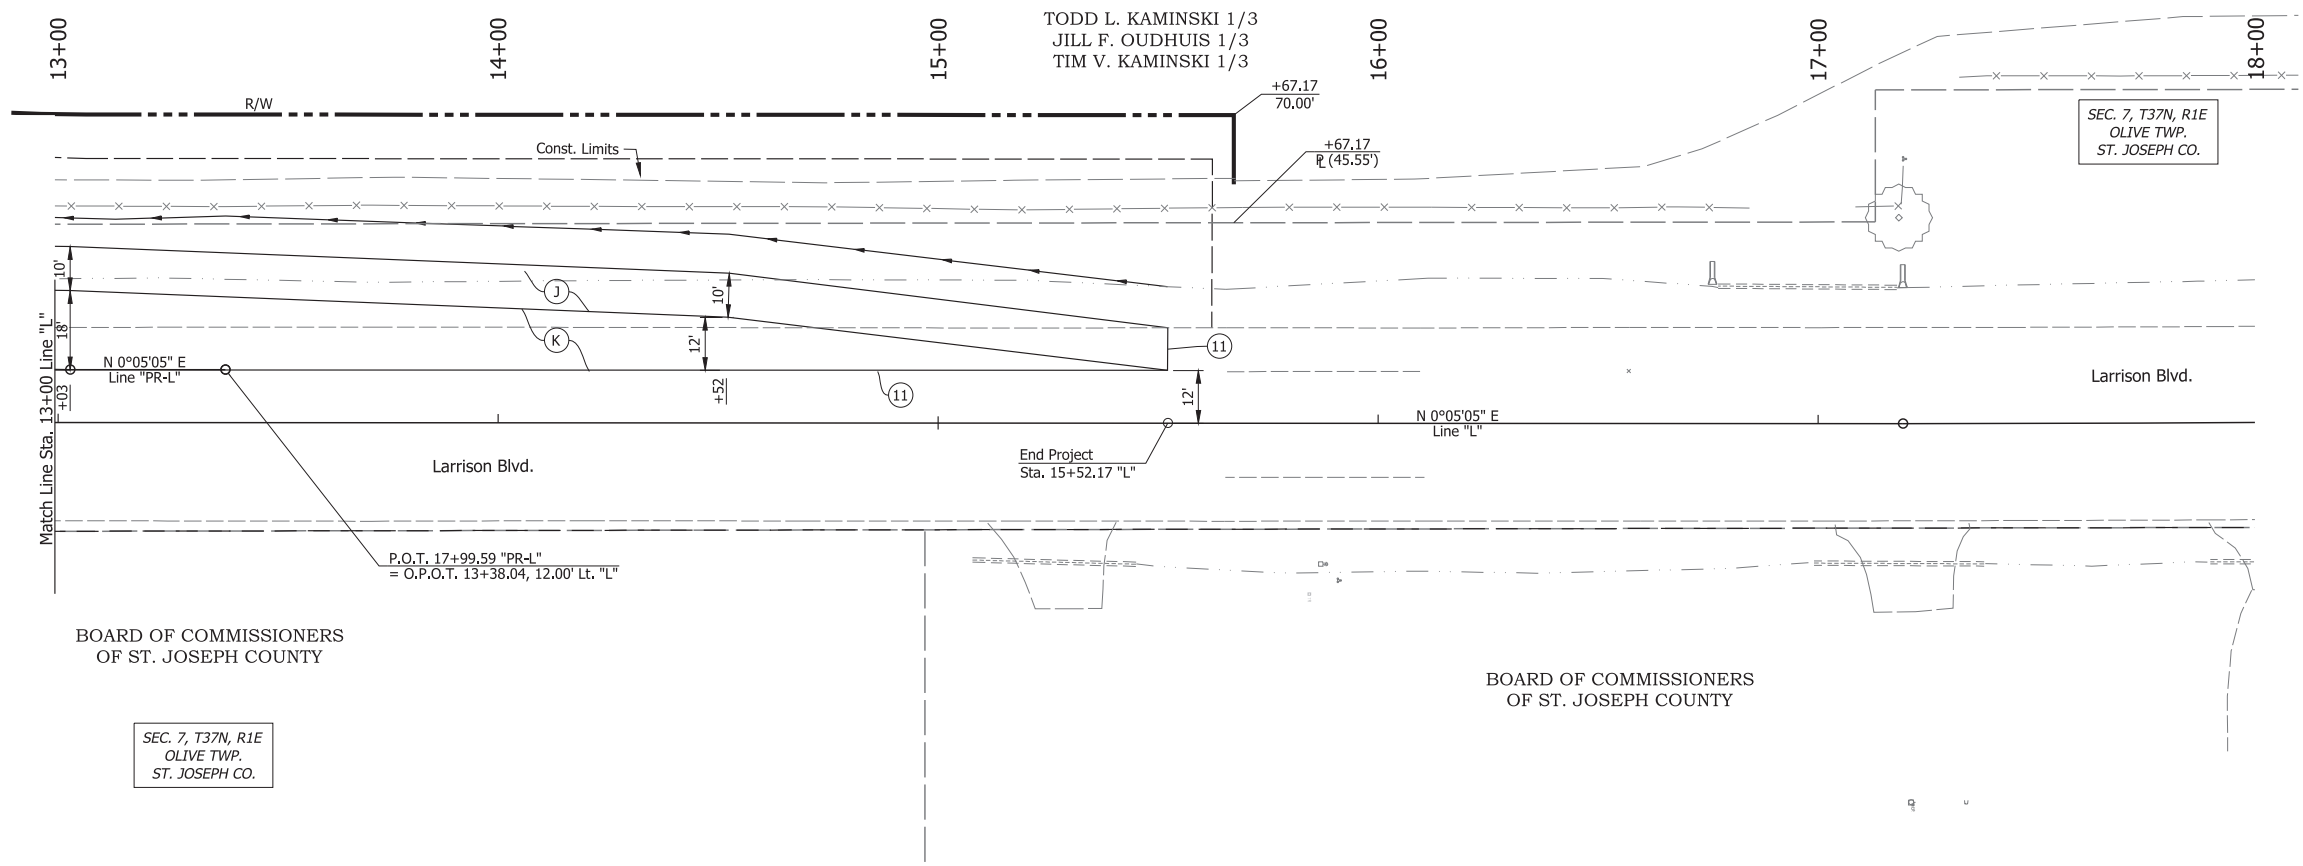 13+00
14+00
15+00
16+00
17+00
18+00
TODD L. KAMINSKI 1/3
JILL F. OUDHUIS 1/3
TIM V. KAMINSKI 1/3
R/W
+67.17
70.00'
Const. Limits
+67.17
PL (45.55')
SEC. 7, T37N, R1E
OLIVE TWP.
ST. JOSEPH CO.
10'
18'
J
K
10'
12'
11
Match Line Sta. 13+00 Line "L"
N 0°05'05" E
Line "PR-L"
+03
+52
11
12'
Larrison Blvd.
N 0°05'05" E
Line "L"
Larrison Blvd.
End Project
Sta. 15+52.17 "L"
P.O.T. 17+99.59 "PR-L"
= O.P.O.T. 13+38.04, 12.00' Lt. "L"
BOARD OF COMMISSIONERS
OF ST. JOSEPH COUNTY
BOARD OF COMMISSIONERS
OF ST. JOSEPH COUNTY
SEC. 7, T37N, R1E
OLIVE TWP.
ST. JOSEPH CO.